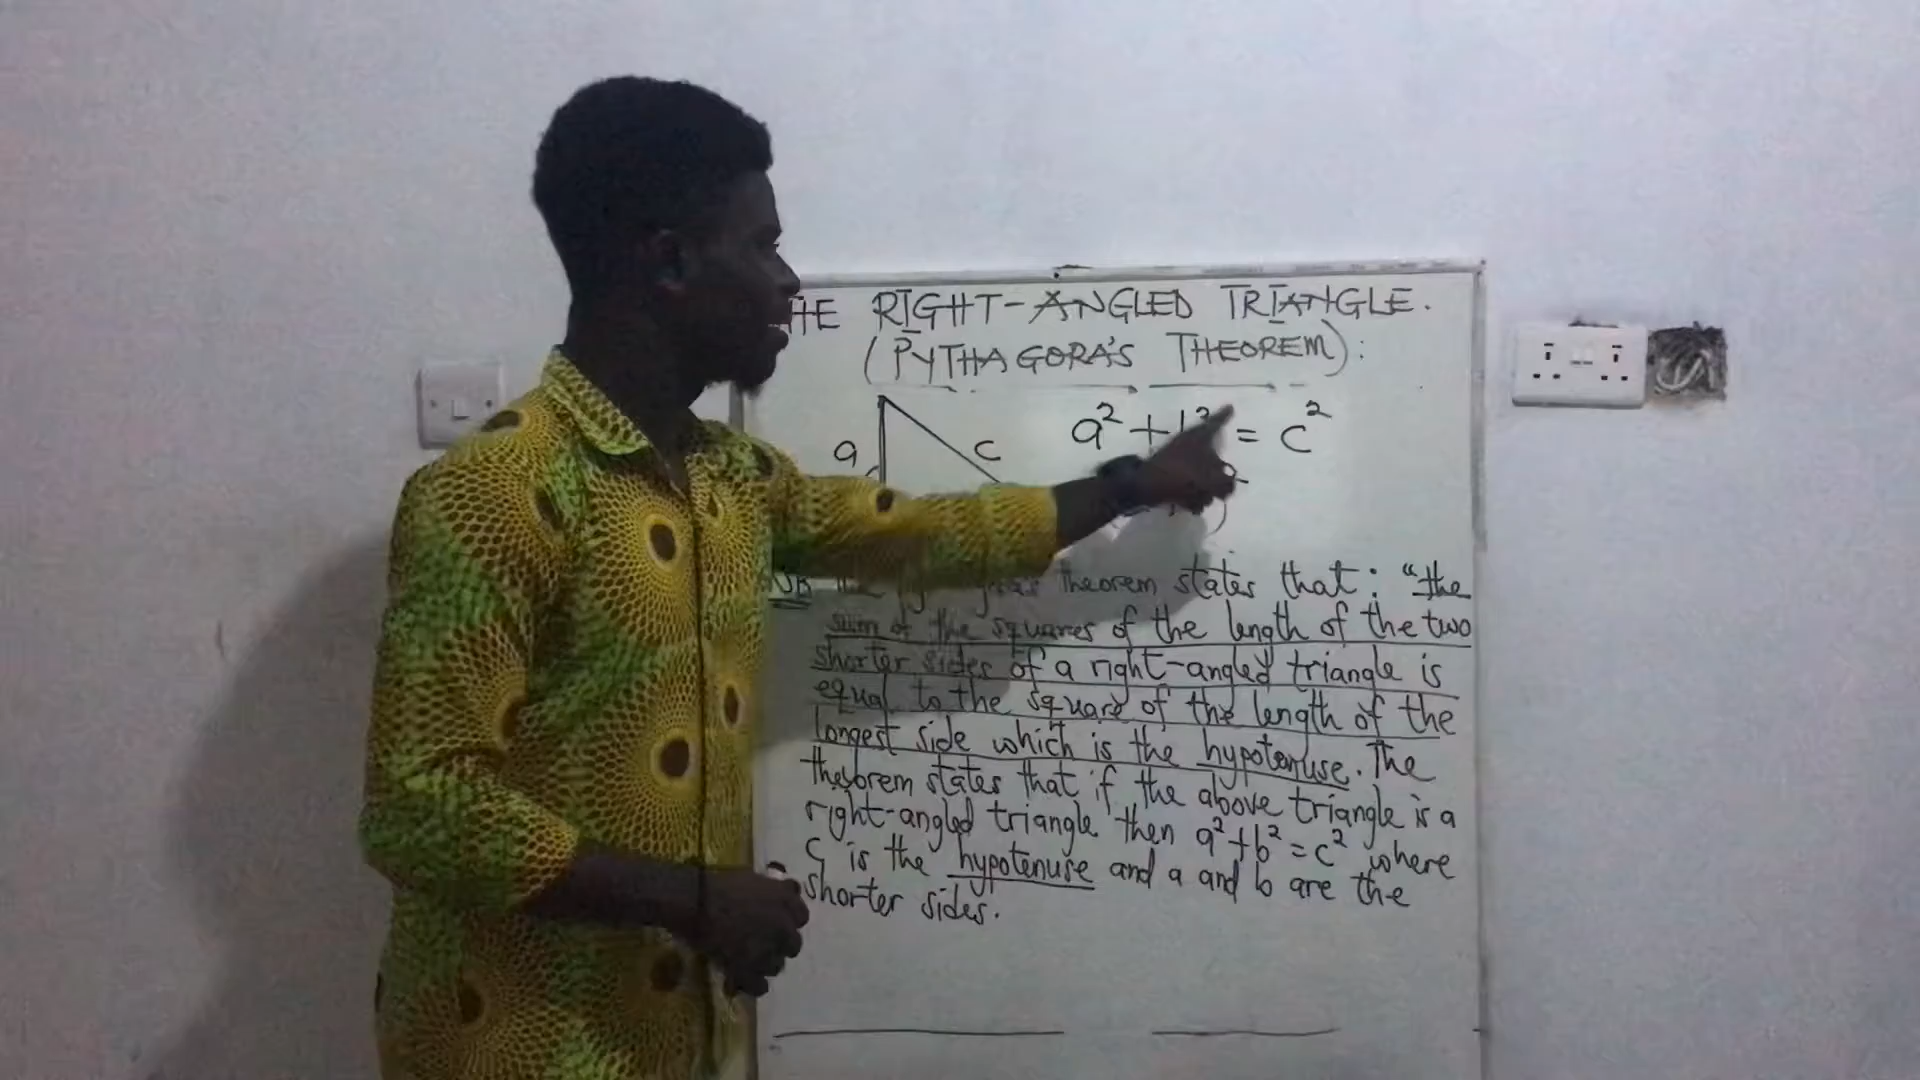 THE RIGHT-ANGLED TRIANGLE.
(PYTHAGORA'S THEOREM):
a c a² + = c²
theorem states that: "the
sum of the squares of the length of the two
shorter sides of a right-angled triangle is
equal to the square of the length of the
longest side which is the hypotenuse. The
theorem states that if the above triangle is a
right-angled triangle then a²+b²=c² where
C is the hypotenuse and a and b are the
shorter sides.